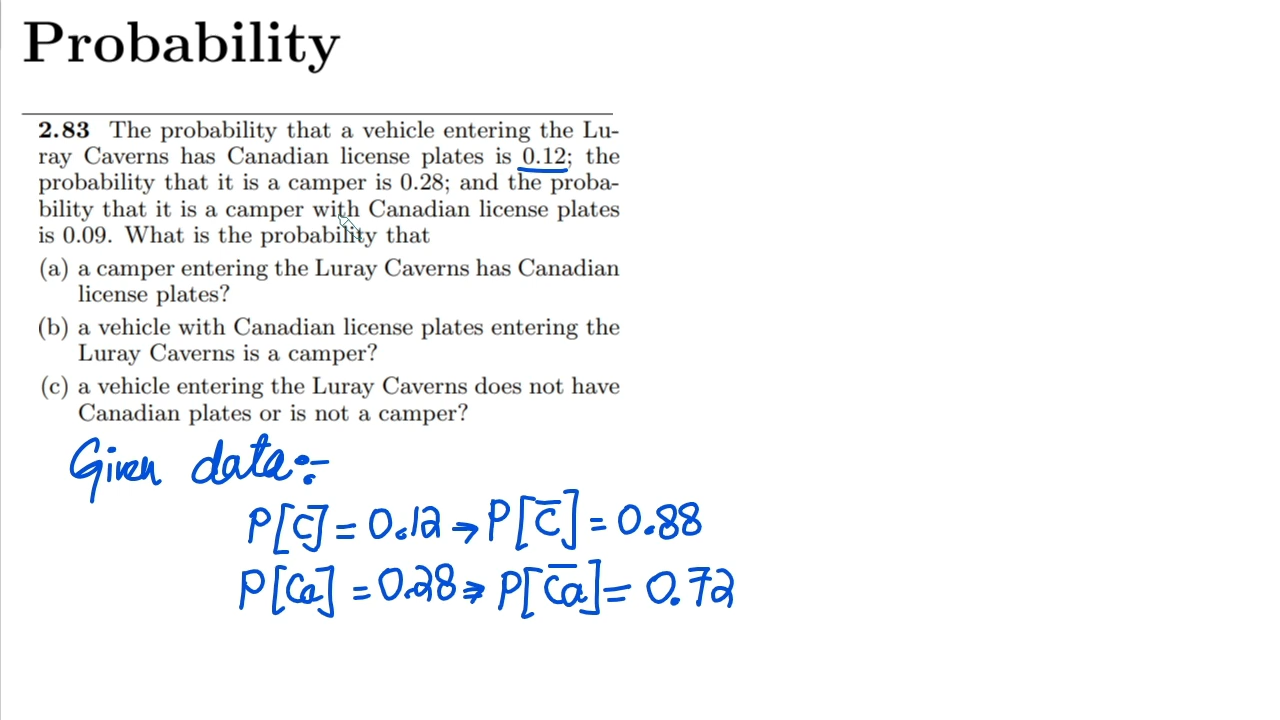 Probability
2.83 The probability that a vehicle entering the Lu-
ray Caverns has Canadian license plates is 0.12; the
probability that it is a camper is 0.28; and the proba-
bility that it is a camper with Canadian license plates
is 0.09. What is the probability that
(a) a camper entering the Luray Caverns has Canadian
license plates?
(b) a vehicle with Canadian license plates entering the
Luray Caverns is a camper?
(c) a vehicle entering the Luray Caverns does not have
Canadian plates or is not a camper?
Given data:-
P[C] = 0.12 → P[C̅] = 0.88
P[Ca] = 0.28 ⇒ P[C̅a̅] = 0.72